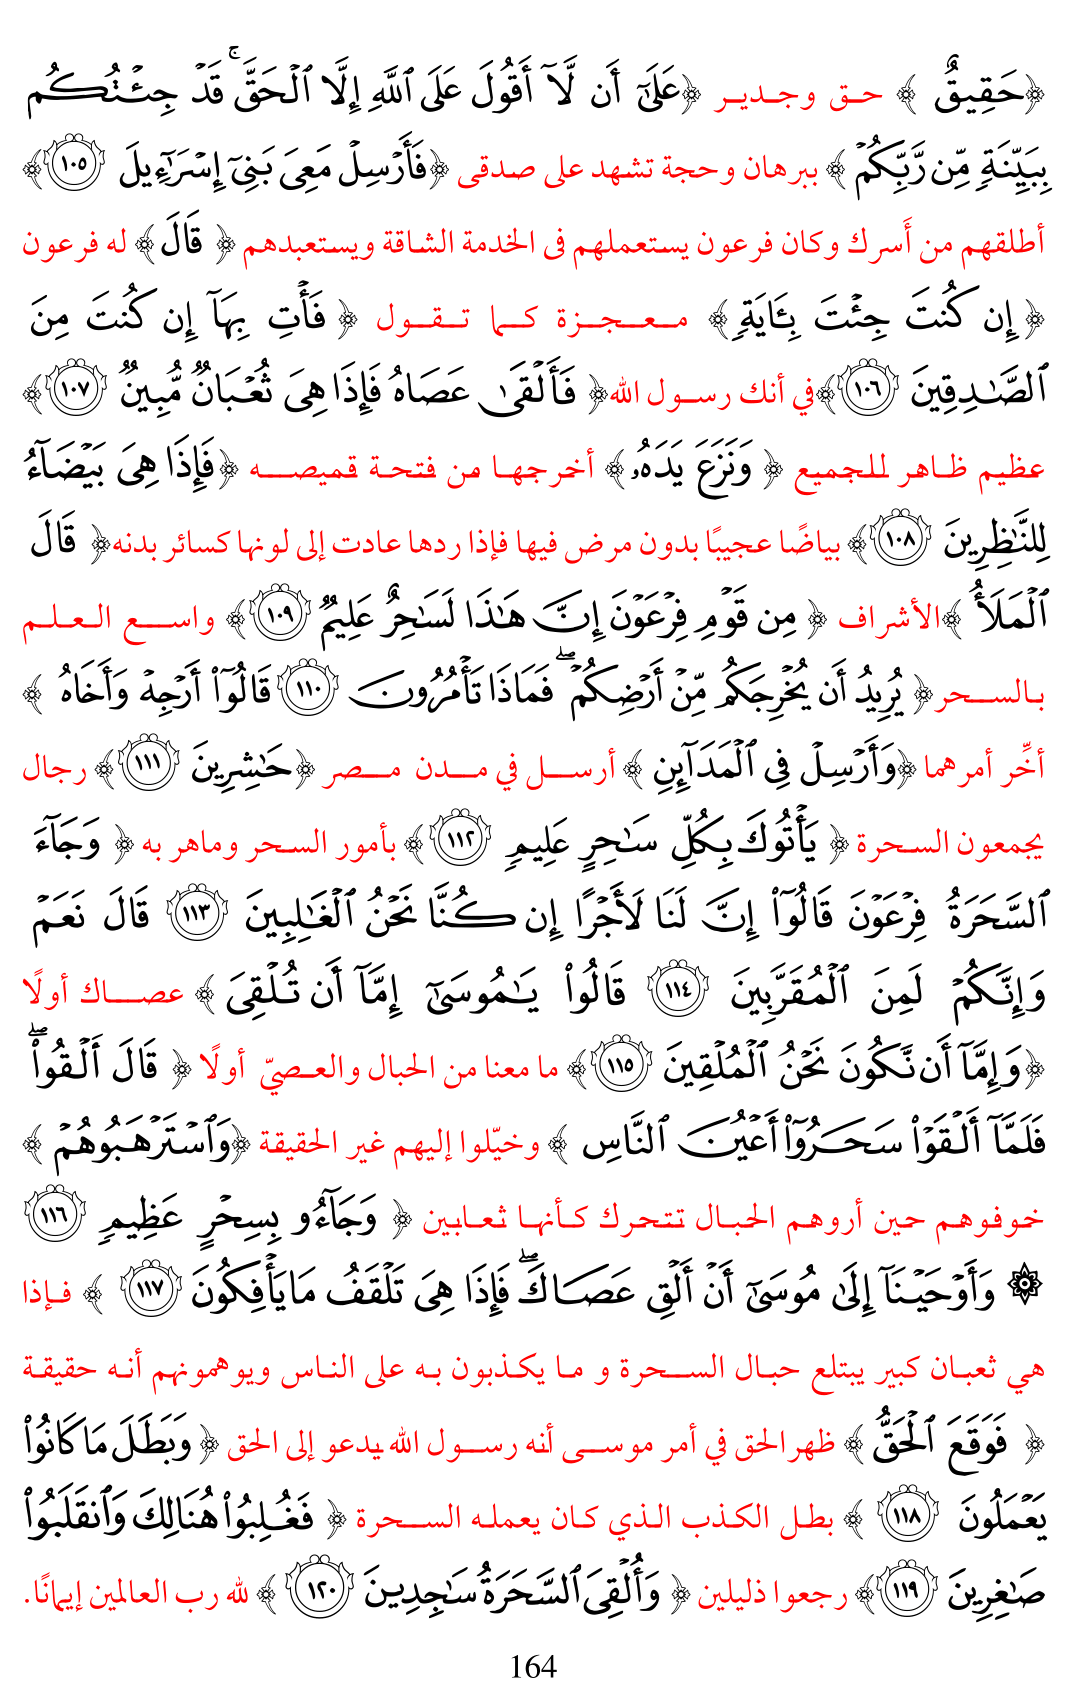 ﴿حَقِيقٌ ﴾ حق وجدير ﴿عَلَىٰٓ أَن لَّآ أَقُولَ عَلَى ٱللَّهِ إِلَّا ٱلۡحَقَّۚ قَدۡ جِئۡتُكُم
بِبَيِّنَةٖ مِّن رَّبِّكُمۡ ﴾ ببرهان وحجة تشهد على صدقى ﴿فَأَرۡسِلۡ مَعِىَ بَنِىٓ إِسۡرَٰٓءِيلَ ١٠٥﴾
أطلقهم من أَسرك وكان فرعون يستعملهم فى الخدمة الشاقة ويستعبدهم ﴿ قَالَ﴾ له فرعون
﴿ إِن كُنتَ جِئۡتَ بِـَٔايَةٖ ﴾ معجزة كما تقول ﴿ فَأۡتِ بِهَآ إِن كُنتَ مِنَ
ٱلصَّٰدِقِينَ ١٠٦﴾في أنك رسول الله﴿ فَأَلۡقَىٰ عَصَاهُ فَإِذَا هِىَ ثُعۡبَانٞ مُّبِينٞ ١٠٧﴾
عظيم ظاهر للجميع ﴿ وَنَزَعَ يَدَهُۥ﴾ أخرجها من فتحة قميصه ﴿فَإِذَا هِىَ بَيۡضَآءُ
لِلنَّٰظِرِينَ ١٠٨﴾ بياضًا عجيبًا بدون مرض فيها فإذا ردها عادت إلى لونها كسائر بدنه﴿ قَالَ
ٱلۡمَلَأُ ﴾الأشراف ﴿ مِن قَوۡمِ فِرۡعَوۡنَ إِنَّ هَٰذَا لَسَٰحِرٌ عَلِيمٞ ١٠٩﴾ واسع العلم
بالسحر﴿ يُرِيدُ أَن يُخۡرِجَكُم مِّنۡ أَرۡضِكُمۡۖ فَمَاذَا تَأۡمُرُونَ ١١٠ قَالُوٓاْ أَرۡجِهۡ وَأَخَاهُ ﴾
أخِّر أمرهما ﴿وَأَرۡسِلۡ فِى ٱلۡمَدَآئِنِ ﴾ أرسل في مدن مصر ﴿حَٰشِرِينَ ١١١﴾ رجال
يجمعون السحرة ﴿ يَأۡتُوكَ بِكُلِّ سَٰحِرٍ عَلِيمٖ ١١٢﴾ بأمور السحر وماهر به ﴿ وَجَآءَ
ٱلسَّحَرَةُ فِرۡعَوۡنَ قَالُوٓاْ إِنَّ لَنَا لَأَجۡرًا إِن كُنَّا نَحۡنُ ٱلۡغَٰلِبِينَ ١١٣ قَالَ نَعَمۡ
وَإِنَّكُمۡ لَمِنَ ٱلۡمُقَرَّبِينَ ١١٤ قَالُواْ يَٰمُوسَىٰٓ إِمَّآ أَن تُلۡقِىَ ﴾ عصاك أولًا
﴿وَإِمَّآ أَن نَّكُونَ نَحۡنُ ٱلۡمُلۡقِينَ ١١٥﴾ ما معنا من الحبال والعصيّ أولًا ﴿ قَالَ أَلۡقُواْۖ
فَلَمَّآ أَلۡقَوۡاْ سَحَرُوٓاْ أَعۡيُنَ ٱلنَّاسِ ﴾ وخيّلوا إليهم غير الحقيقة ﴿وَٱسۡتَرۡهَبُوهُمۡ ﴾
خوفوهم حين أروهم الحبال تتحرك كأنها ثعابين ﴿ وَجَآءُو بِسِحۡرٍ عَظِيمٖ ١١٦
۞ وَأَوۡحَيۡنَآ إِلَىٰ مُوسَىٰٓ أَنۡ أَلۡقِ عَصَاكَۖ فَإِذَا هِىَ تَلۡقَفُ مَا يَأۡفِكُونَ ١١٧ ﴾ فإذا
هي ثعبان كبير يبتلع حبال السحرة و ما يكذبون به على الناس ويوهمونهم أنه حقيقة
﴿ فَوَقَعَ ٱلۡحَقُّ ﴾ ظهر الحق في أمر موسى أنه رسول الله يدعو إلى الحق ﴿ وَبَطَلَ مَا كَانُواْ
يَعۡمَلُونَ ١١٨ ﴾ بطل الكذب الذي كان يعمله السحرة ﴿ فَغُلِبُواْ هُنَالِكَ وَٱنقَلَبُواْ
صَٰغِرِينَ ١١٩﴾ رجعوا ذليلين ﴿ وَأُلۡقِىَ ٱلسَّحَرَةُ سَٰجِدِينَ ١٢٠ ﴾ لله رب العالمين إيمانًا.
164